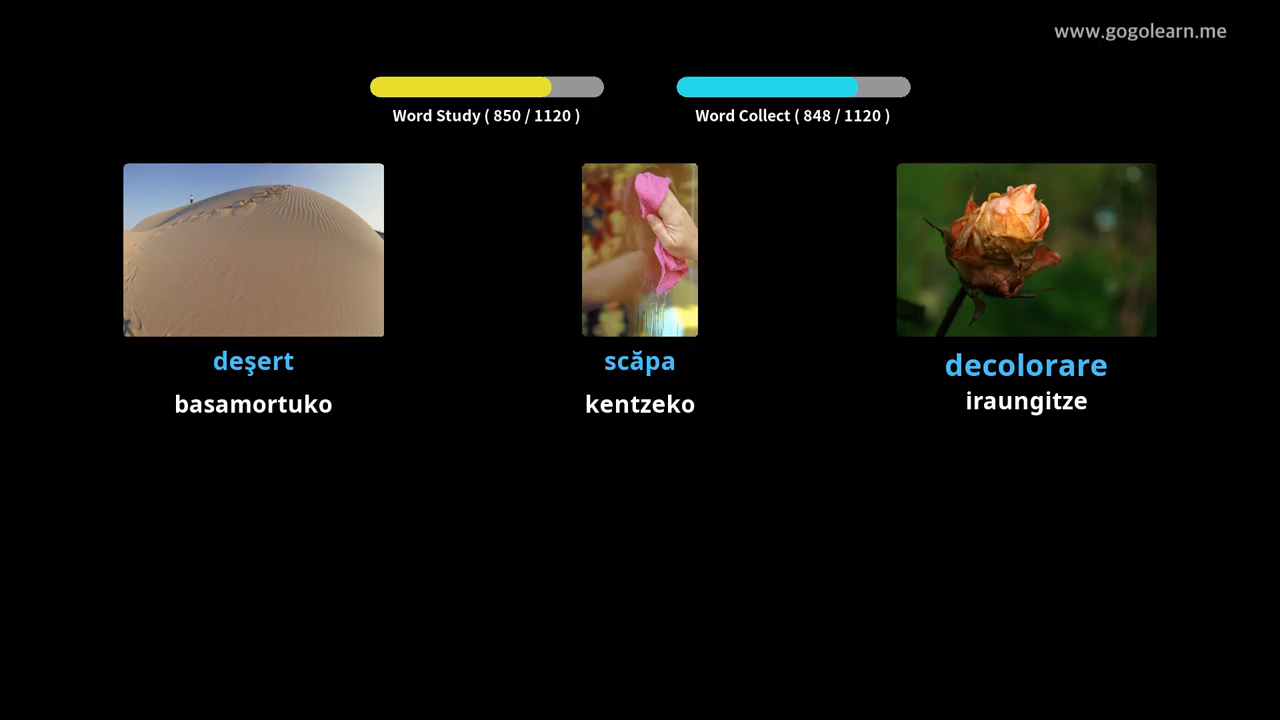 www.gogolearn.me
Word Study ( 850 / 1120 )
Word Collect ( 848 / 1120 )
deşert
scăpa
decolorare
basamortuko
kentzeko
iraungitze